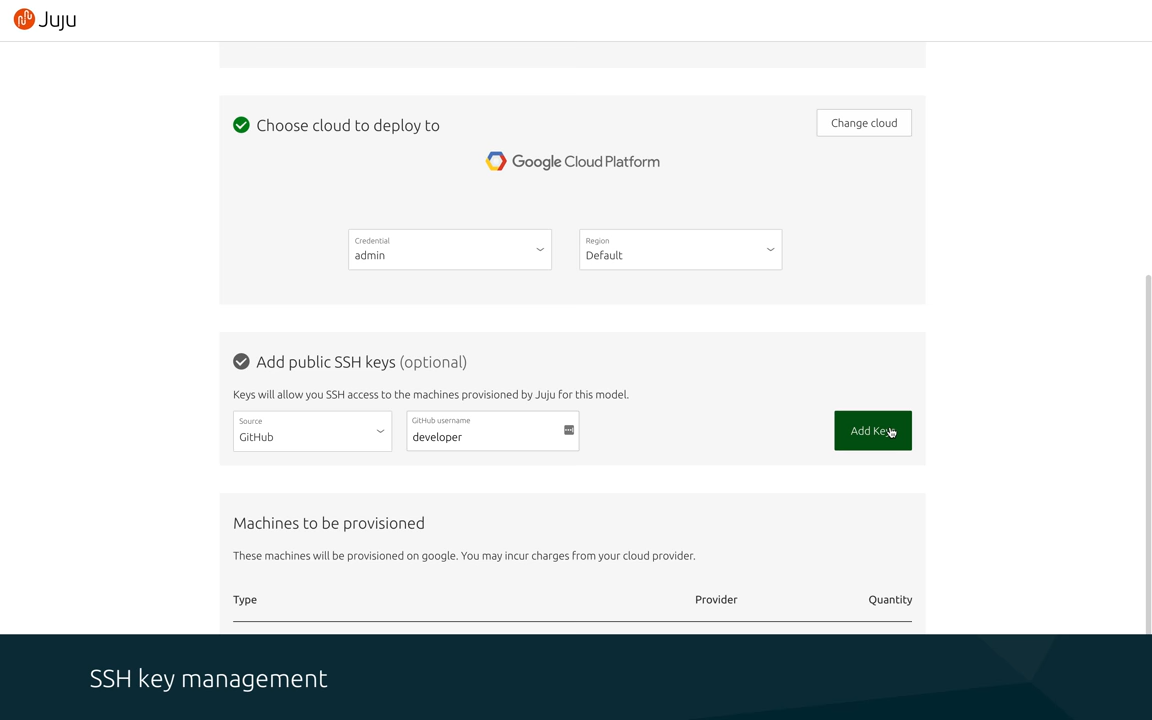 Juju
Choose cloud to deploy to
Change cloud
Google Cloud Platform
Credential
admin
Region
Default
Add public SSH keys (optional)
Keys will allow you SSH access to the machines provisioned by Juju for this model.
Source
GitHub
GitHub username
developer
Add Keys
Machines to be provisioned
These machines will be provisioned on google. You may incur charges from your cloud provider.
Type Provider Quantity
SSH key management